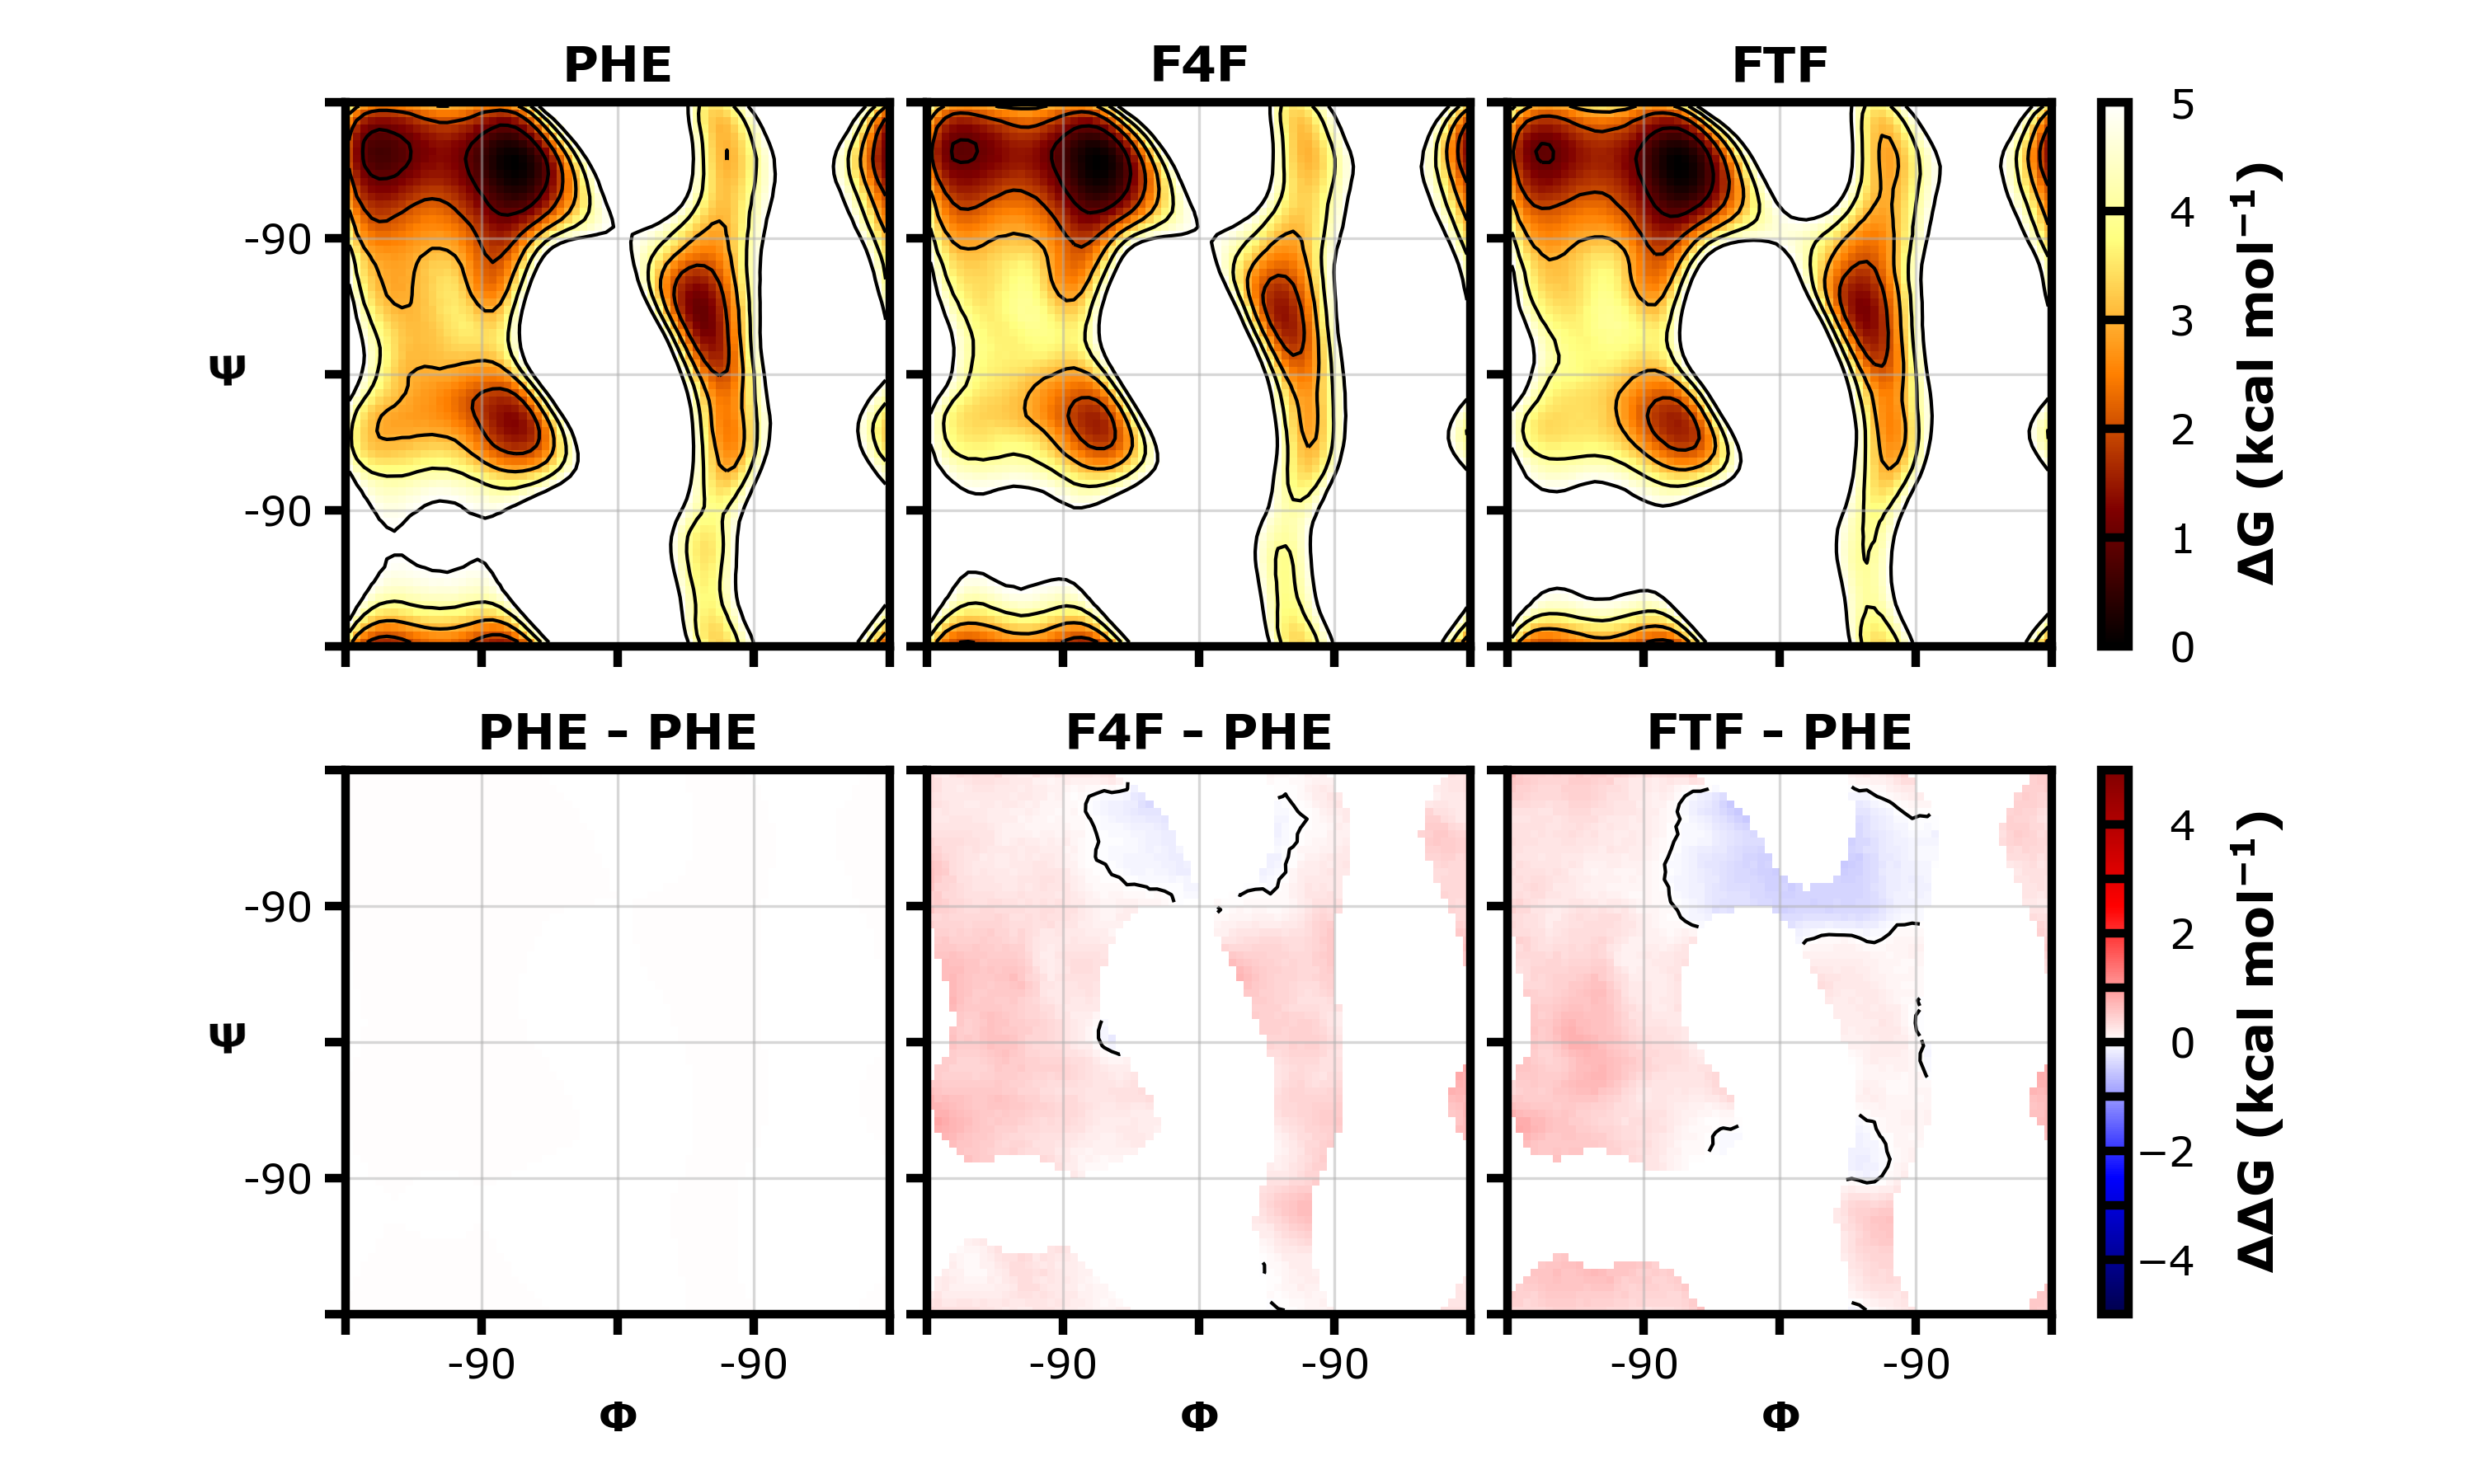 PHE F4F FTF
-90
-90
Ψ
5
4
3
2
1
0
ΔG (kcal mol⁻¹)
PHE – PHE F4F – PHE FTF – PHE
-90
-90
Ψ
4
2
0
−2
−4
ΔΔG (kcal mol⁻¹)
-90 -90 -90 -90 -90 -90
Φ Φ Φ